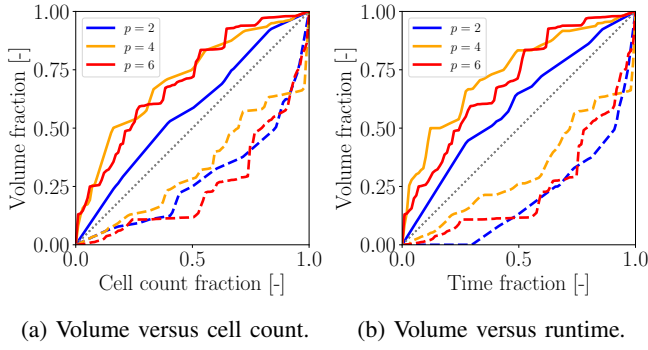 1.00
0.75
0.50
0.25
0.00
Volume fraction [-]
p = 2
p = 4
p = 6
0.0
0.5
1.0
Cell count fraction [-]
(a) Volume versus cell count.
1.00
0.75
0.50
0.25
0.00
Volume fraction [-]
p = 2
p = 4
p = 6
0.0
0.5
1.0
Time fraction [-]
(b) Volume versus runtime.